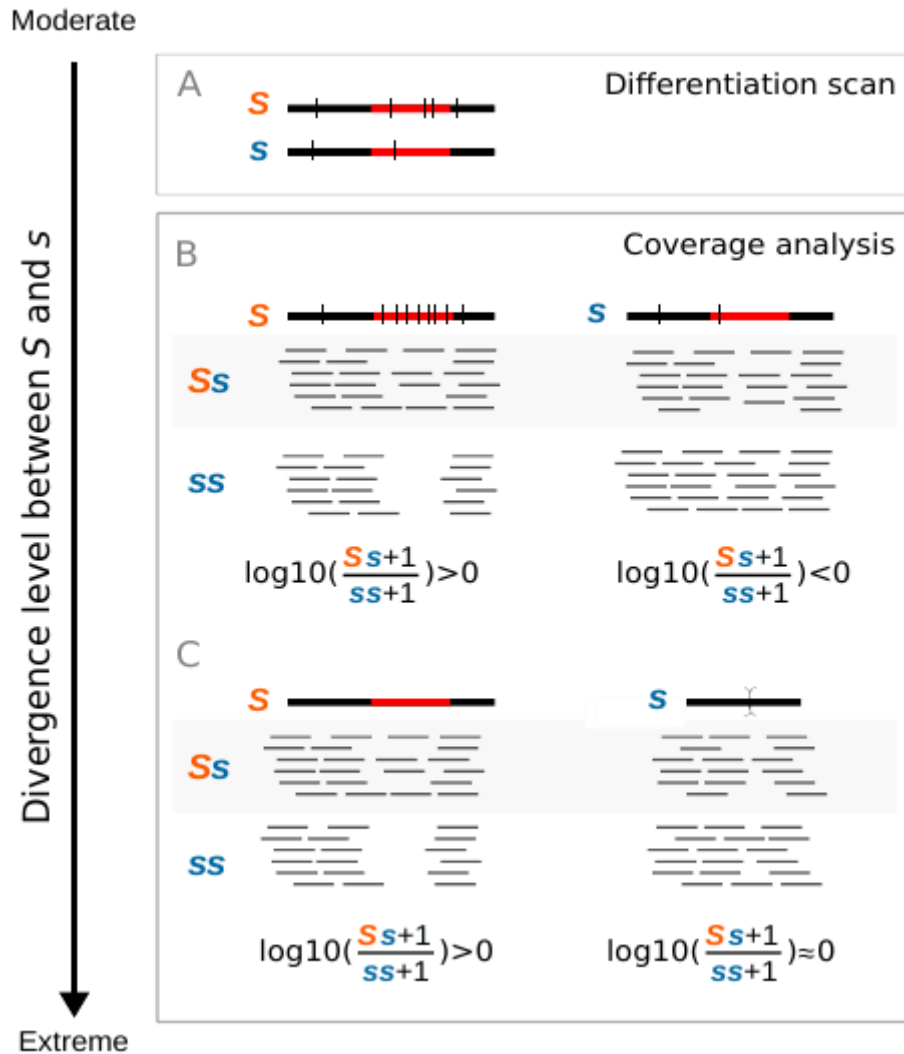 Moderate
A
Differentiation scan
S
s
Divergence level between S and s
B
Coverage analysis
S
s
Ss
ss
log10(Ss+1/ss+1)>0
log10(Ss+1/ss+1)<0
C
S
s
Ss
ss
log10(Ss+1/ss+1)>0
log10(Ss+1/ss+1)≈0
Extreme